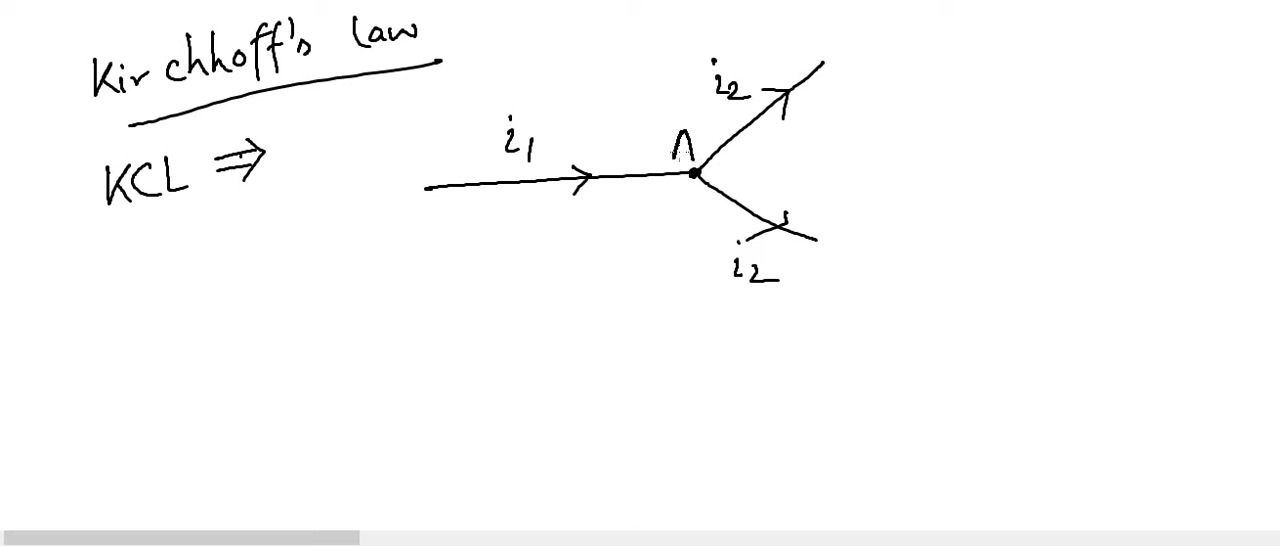 Kirchhoff's law
KCL ⇒
i1
A
i2
i2